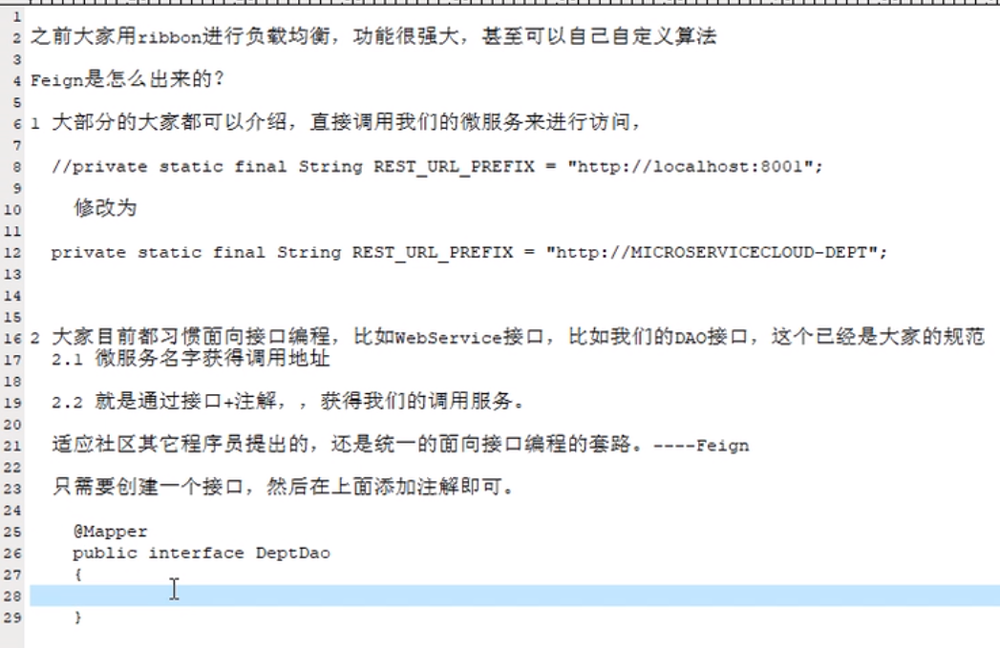 1
2 之前大家用ribbon进行负载均衡，功能很强大，甚至可以自己自定义算法
3
4 Feign是怎么出来的？
5
6 1 大部分的大家都可以介绍，直接调用我们的微服务来进行访问，
7
8 //private static final String REST_URL_PREFIX = "http://localhost:8001";
9
10 修改为
11
12 private static final String REST_URL_PREFIX = "http://MICROSERVICECLOUD-DEPT";
13
14
15
16 2 大家目前都习惯面向接口编程，比如WebService接口，比如我们的DAO接口，这个已经是大家的规范
17 2.1 微服务名字获得调用地址
18
19 2.2 就是通过接口+注解，，获得我们的调用服务。
20
21 适应社区其它程序员提出的，还是统一的面向接口编程的套路。----Feign
22
23 只需要创建一个接口，然后在上面添加注解即可。
24
25 @Mapper
26 public interface DeptDao
27 {
28
29 }